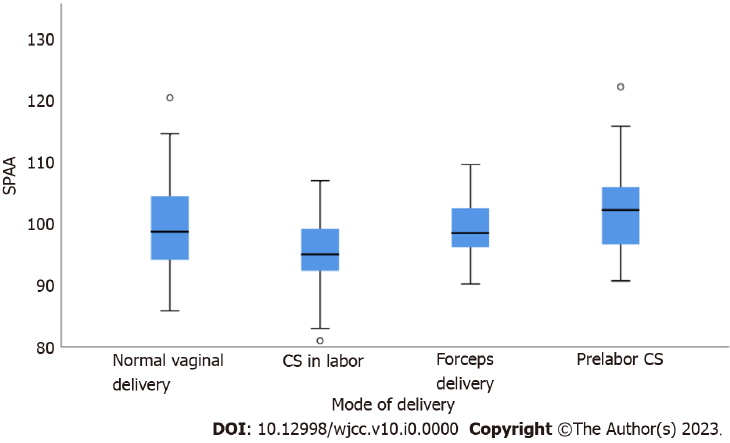 130
120
110
100
90
80
SPAA
Normal vaginal
delivery
CS in labor
Forceps
delivery
Prelabor CS
Mode of delivery
DOI: 10.12998/wjcc.v10.i0.0000 Copyright ©The Author(s) 2023.